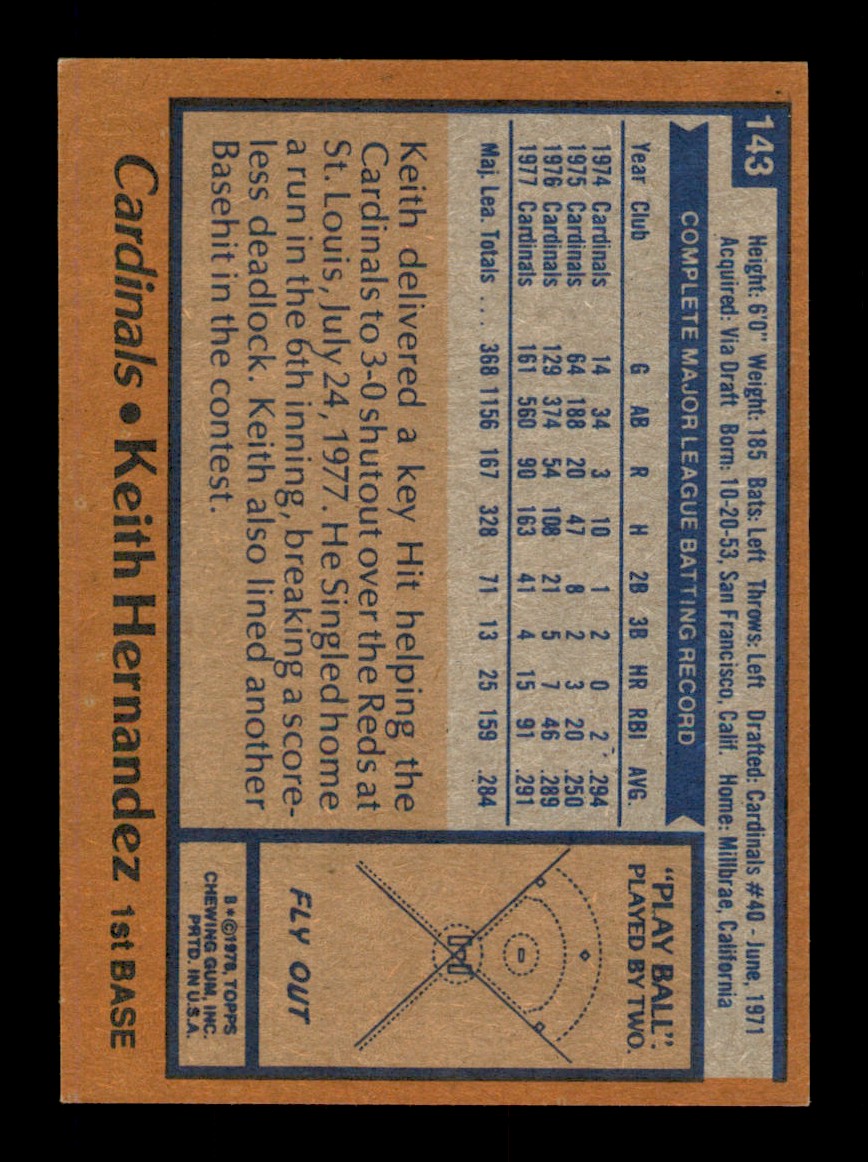 143
Height: 6'0" Weight: 185 Bats: Left Throws: Left Drafted: Cardinals #40 - June, 1971
Acquired: Via Draft Born: 10-20-53, San Francisco, Calif. Home: Millbrae, California
COMPLETE MAJOR LEAGUE BATTING RECORD
Year Club G AB R H 2B 3B HR RBI AVG.
1974 Cardinals 14 34 3 10 1 2 0 2 .294
1975 Cardinals 64 188 20 47 8 2 3 20 .250
1976 Cardinals 129 374 54 108 21 5 7 46 .289
1977 Cardinals 161 560 90 163 41 4 15 91 .291
Maj. Lea. Totals . . . 368 1156 167 328 71 13 25 159 .284
Keith delivered a key Hit helping the
Cardinals to 3-0 shutout over the Reds at
St. Louis, July 24, 1977. He Singled home
a run in the 6th inning, breaking a score-
less deadlock. Keith also lined another
Basehit in the contest.
"PLAY BALL":
PLAYED BY TWO.
FLY OUT
B*©1978, TOPPS
CHEWING GUM, INC.
PRTD. IN U.S.A.
Cardinals • Keith Hernandez 1st BASE